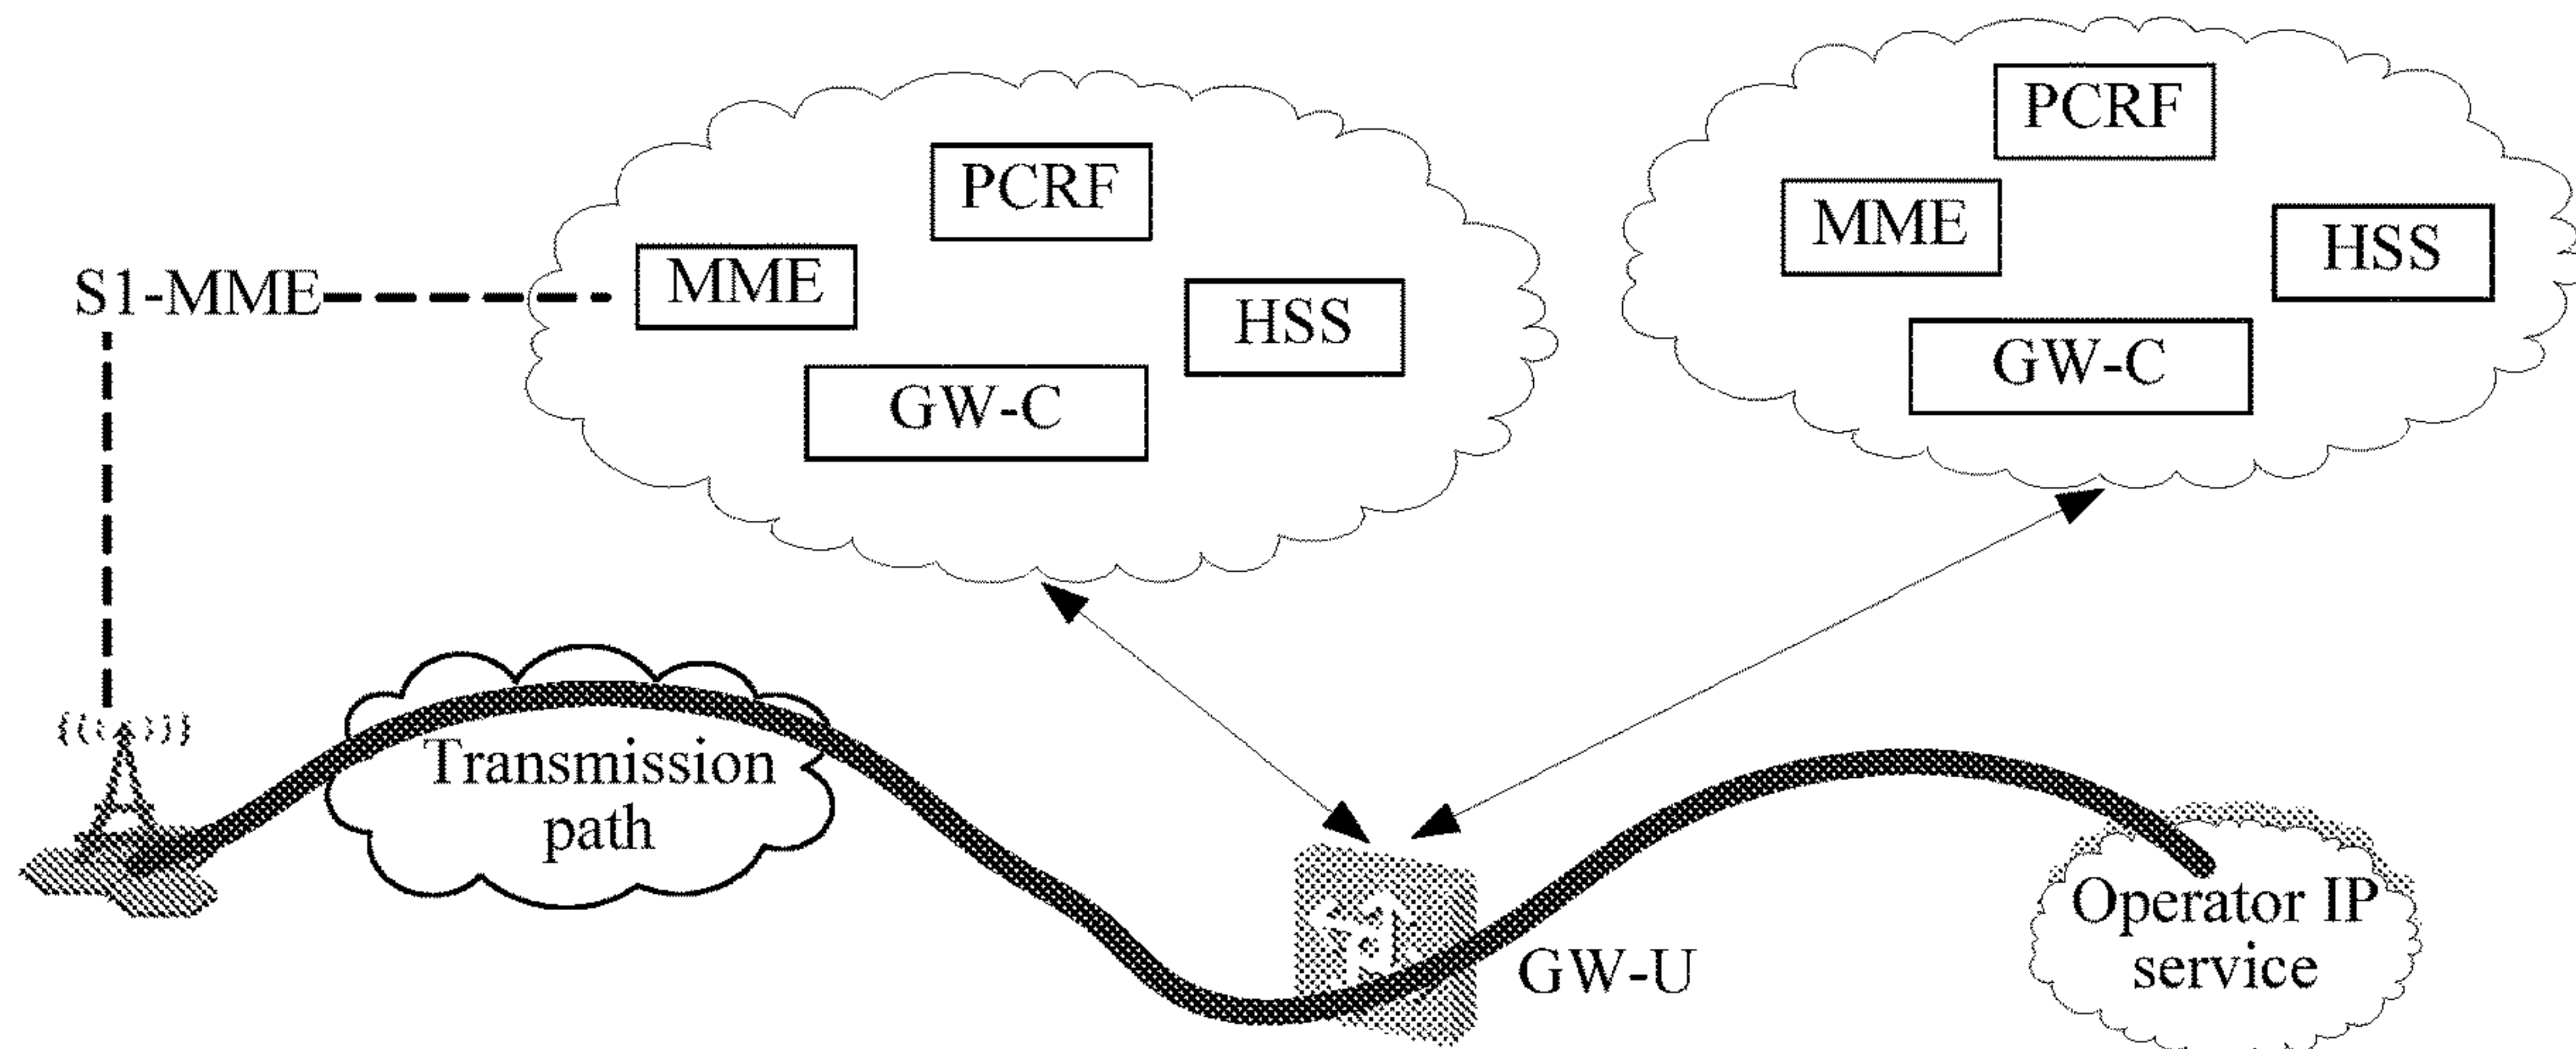 PCRF
MME
HSS
GW-C
PCRF
MME
HSS
GW-C
S1-MME
Transmission
path
GW-U
Operator IP
service